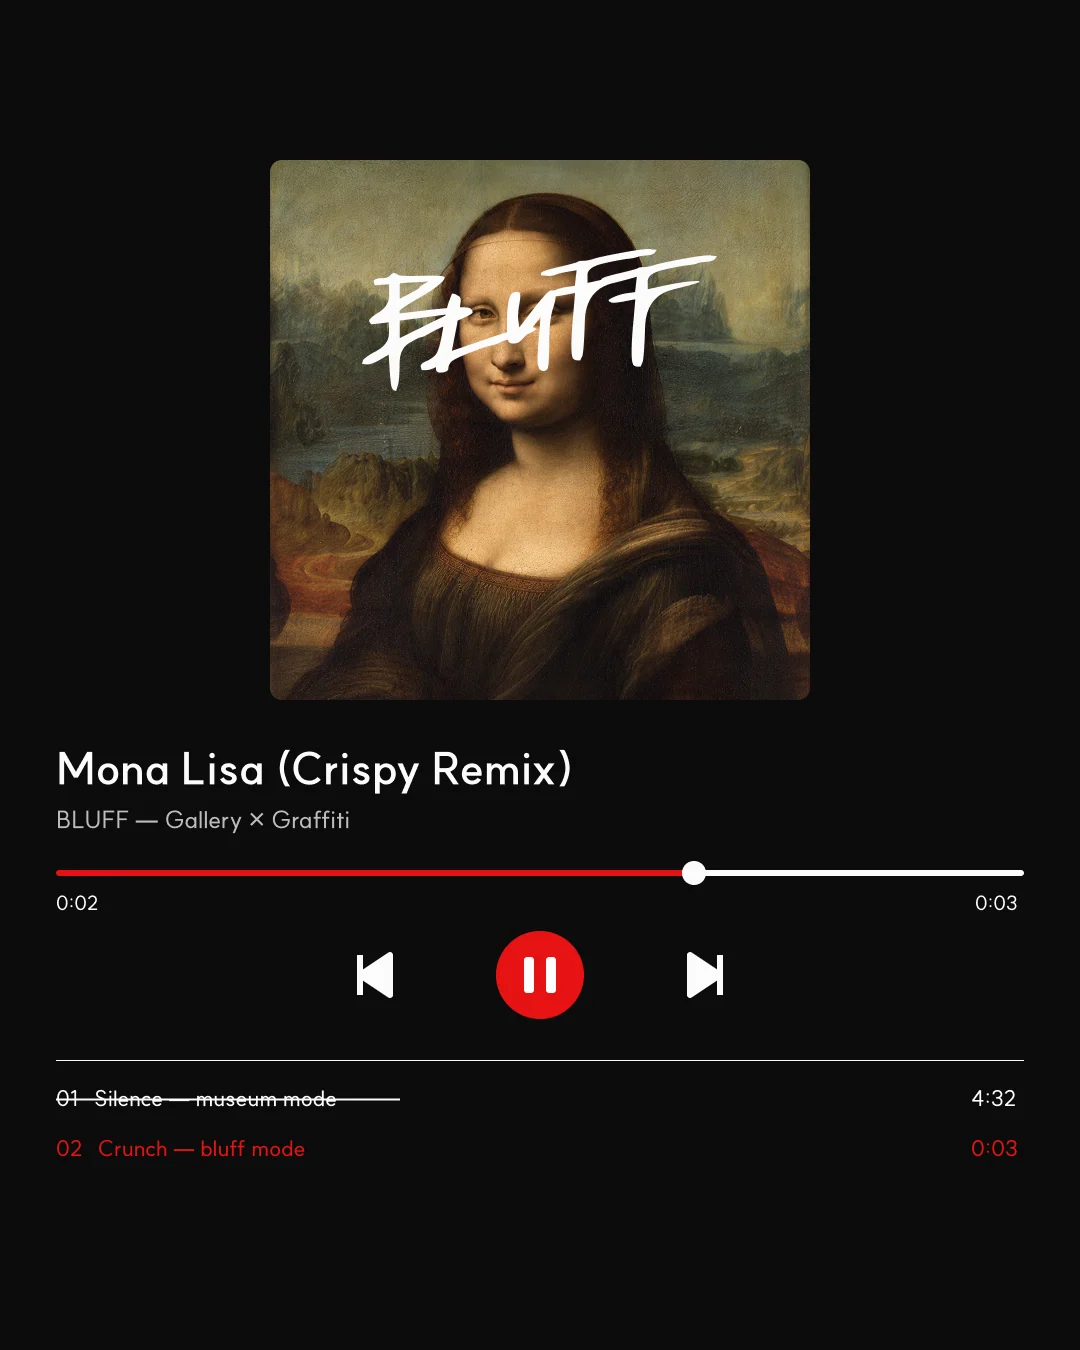 BLUFF
Mona Lisa (Crispy Remix)
BLUFF — Gallery × Graffiti
0:02 0:03
01 Silence — museum mode 4:32
02 Crunch — bluff mode 0:03